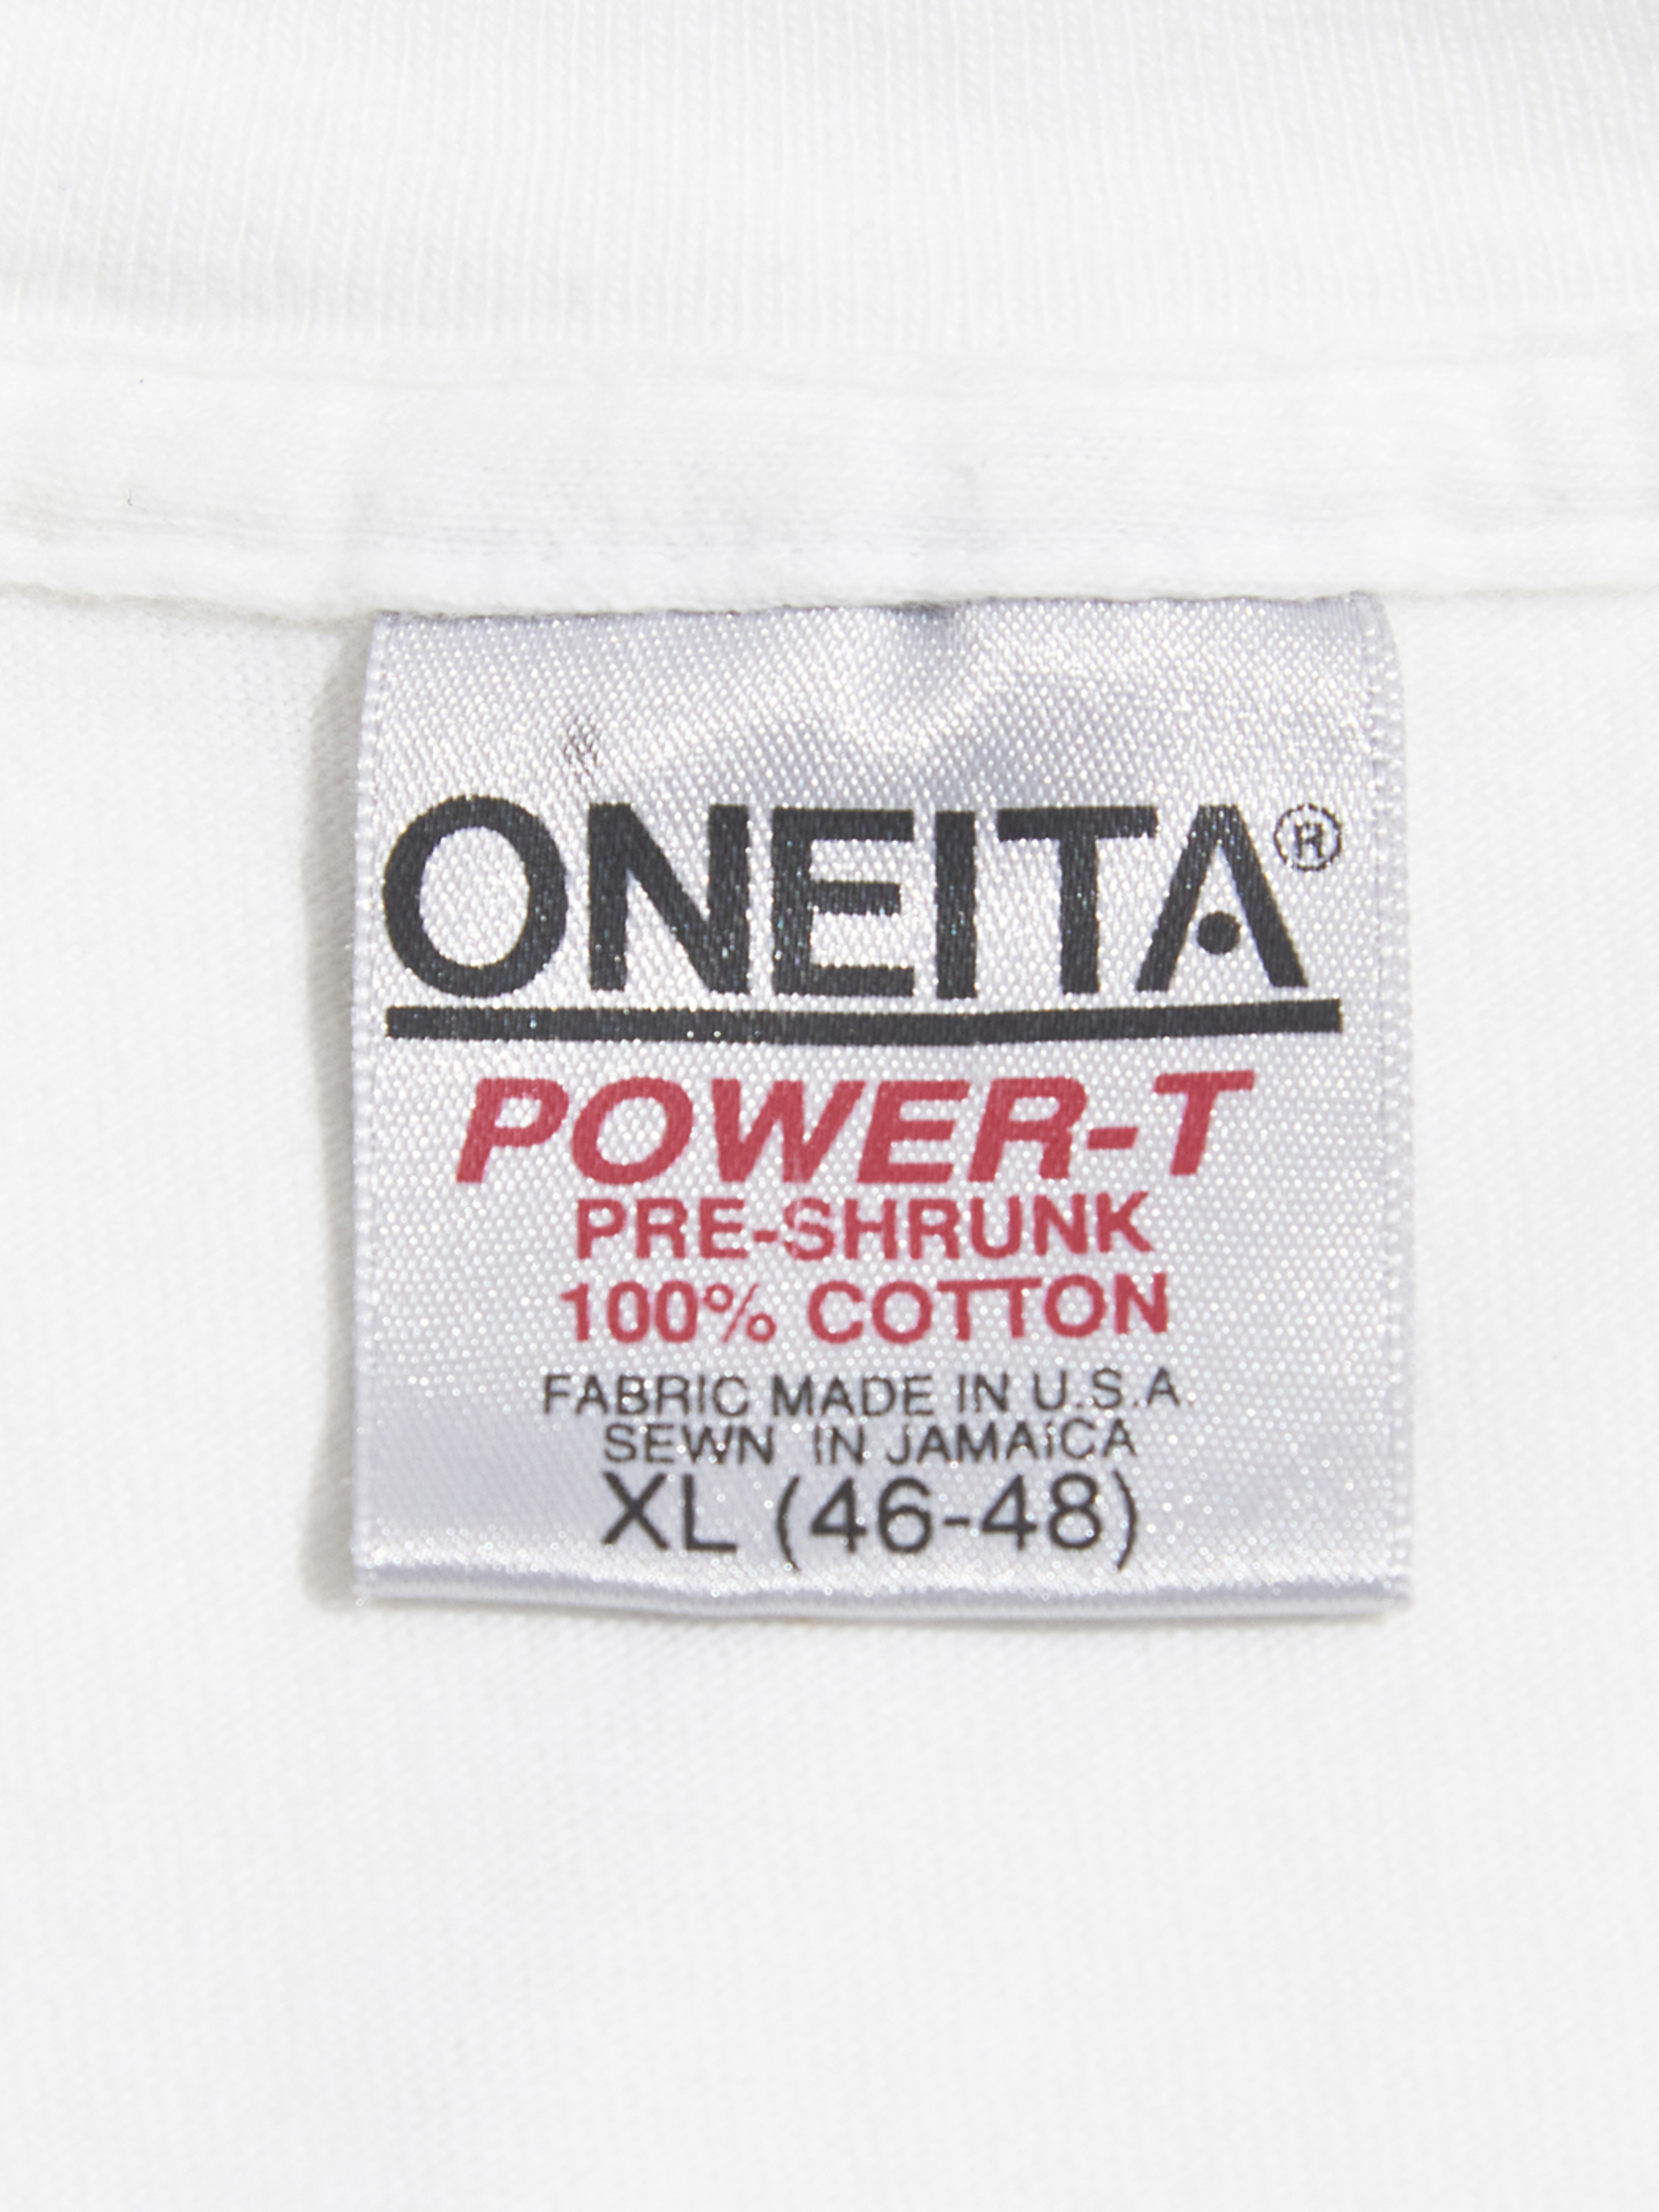 ONEITA®
POWER-T
PRE-SHRUNK
100% COTTON
FABRIC MADE IN U.S.A.
SEWN IN JAMAICA
XL (46-48)